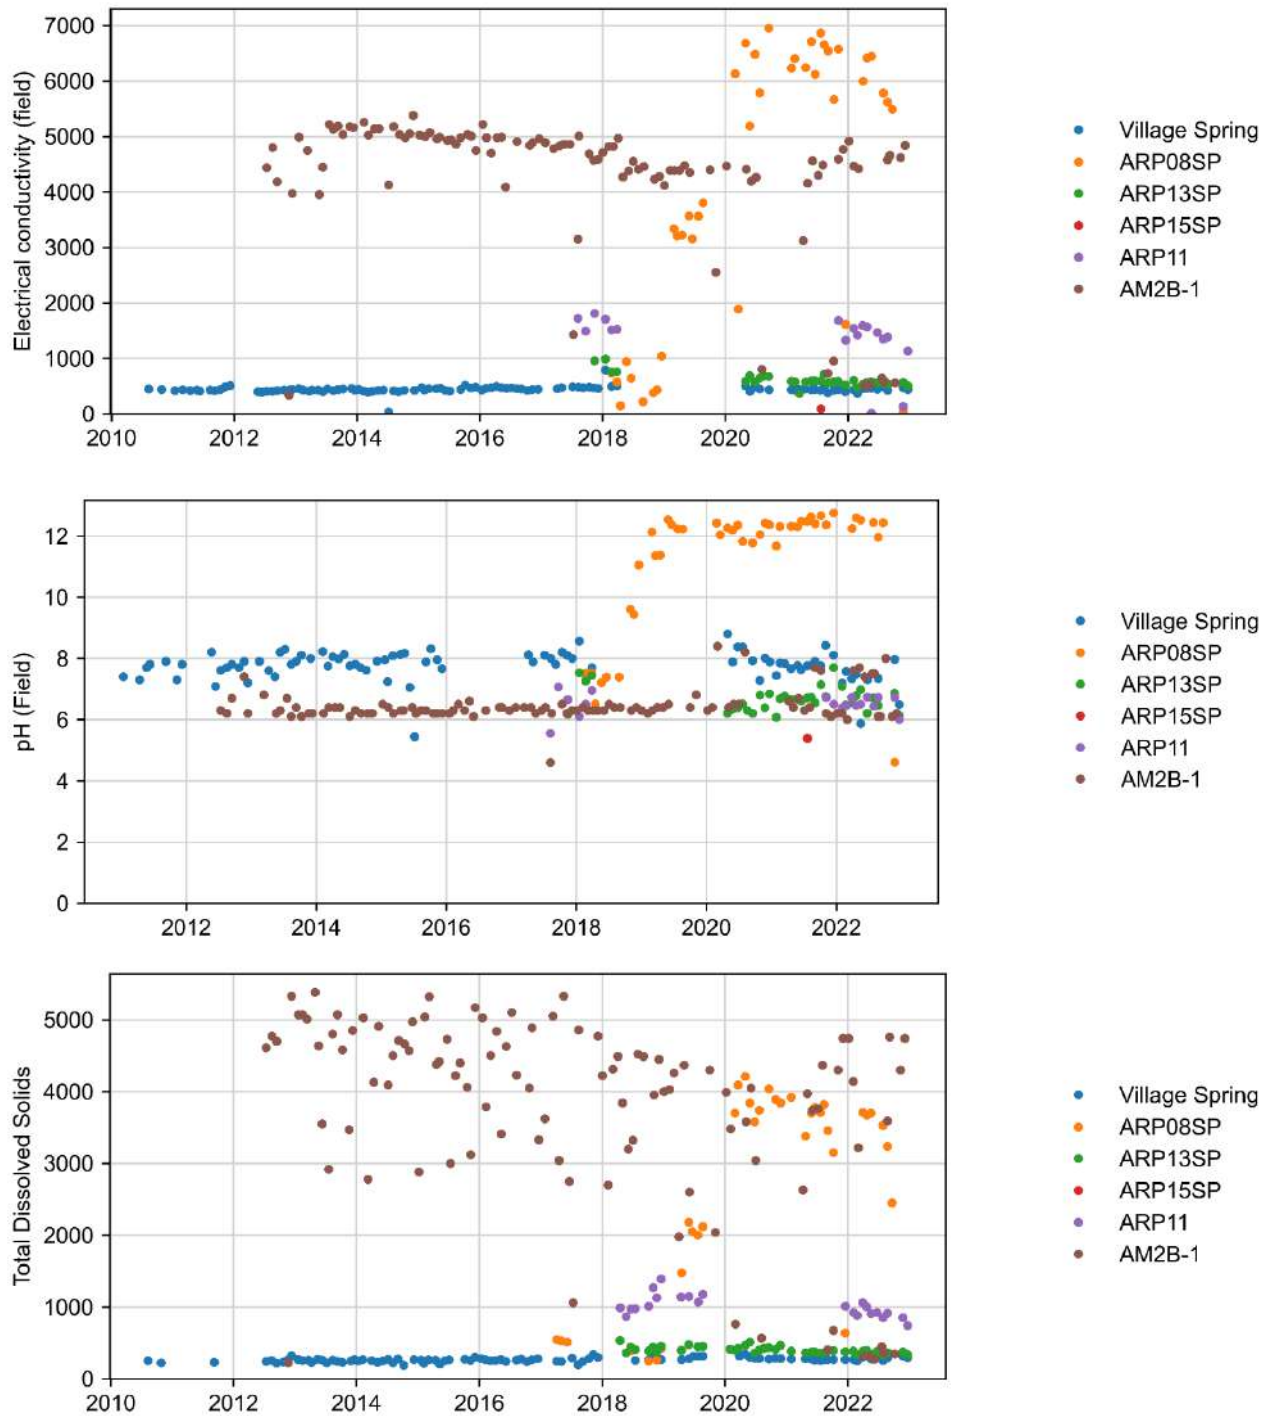 7000
6000
5000
4000
3000
2000
1000
0
Electrical conductivity (field)
2010 2012 2014 2016 2018 2020 2022
Village Spring
ARP08SP
ARP13SP
ARP15SP
ARP11
AM2B-1
12
10
8
6
4
2
0
pH (Field)
2012 2014 2016 2018 2020 2022
Village Spring
ARP08SP
ARP13SP
ARP15SP
ARP11
AM2B-1
5000
4000
3000
2000
1000
0
Total Dissolved Solids
2010 2012 2014 2016 2018 2020 2022
Village Spring
ARP08SP
ARP13SP
ARP15SP
ARP11
AM2B-1